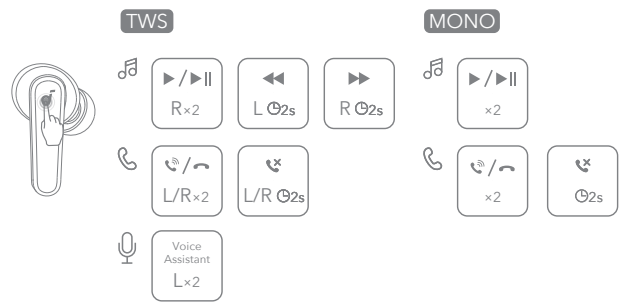 TWS
MONO
R×2
L 2s
R 2s
×2
L/R×2
L/R 2s
×2
2s
Voice
Assistant
L×2